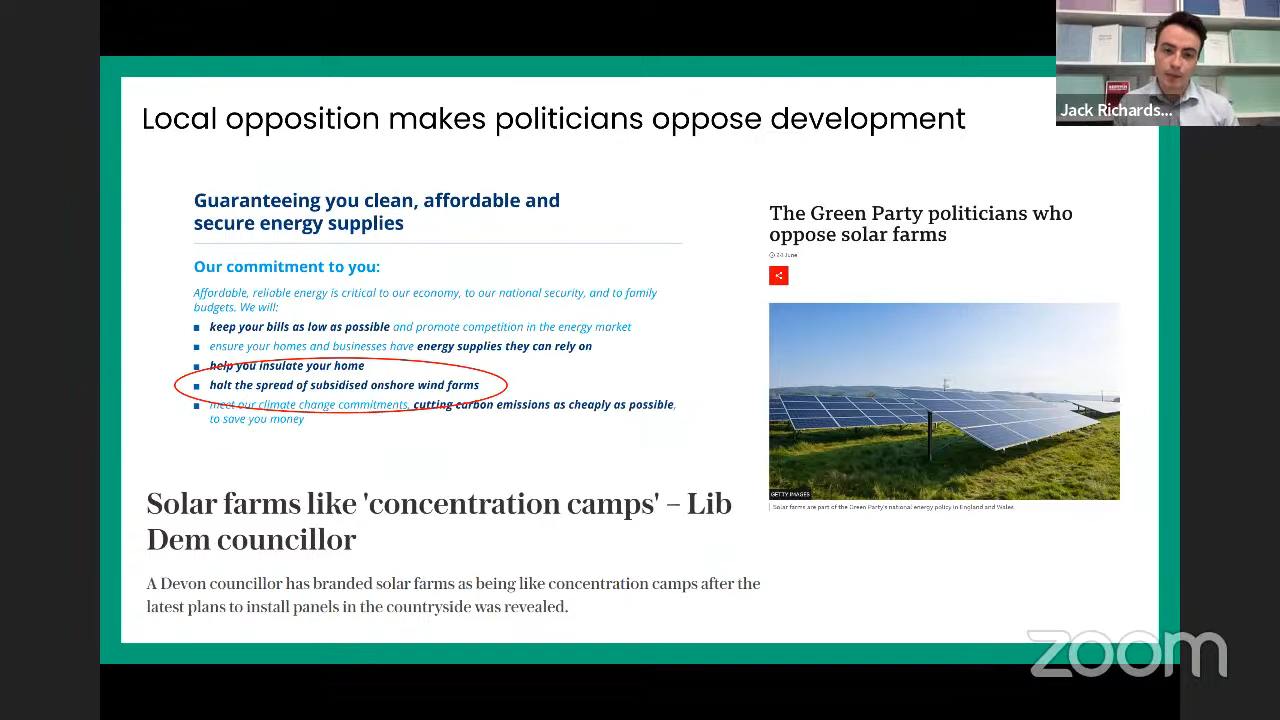 Local opposition makes politicians oppose development
Jack Richards...
Guaranteeing you clean, affordable and
secure energy supplies
Our commitment to you:
Affordable, reliable energy is critical to our economy, to our national security, and to family
budgets. We will:
keep your bills as low as possible and promote competition in the energy market
ensure your homes and businesses have energy supplies they can rely on
help you insulate your home
halt the spread of subsidised onshore wind farms
meet our climate change commitments, cutting carbon emissions as cheaply as possible,
to save you money
The Green Party politicians who
oppose solar farms
24 June
GETTY IMAGES
Solar farms are part of the Green Party's national energy policy in England and Wales
Solar farms like 'concentration camps' – Lib
Dem councillor
A Devon councillor has branded solar farms as being like concentration camps after the
latest plans to install panels in the countryside was revealed.
zoom